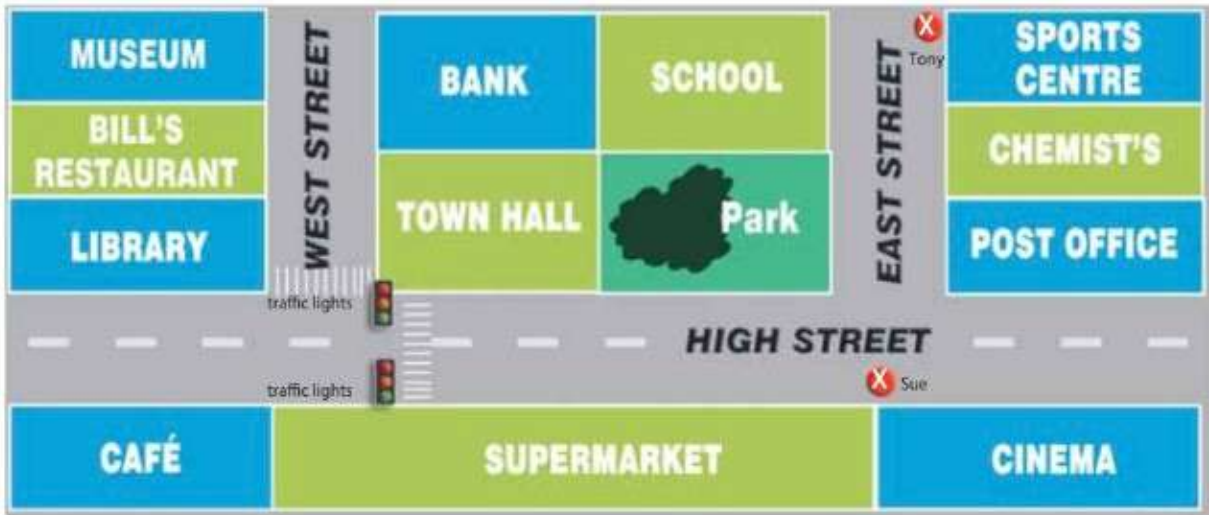 MUSEUM
BILL'S
RESTAURANT
LIBRARY
WEST STREET
BANK
SCHOOL
TOWN HALL
Park
EAST STREET
X
Tony
SPORTS
CENTRE
CHEMIST'S
POST OFFICE
traffic lights
HIGH STREET
traffic lights
X Sue
CAFÉ
SUPERMARKET
CINEMA